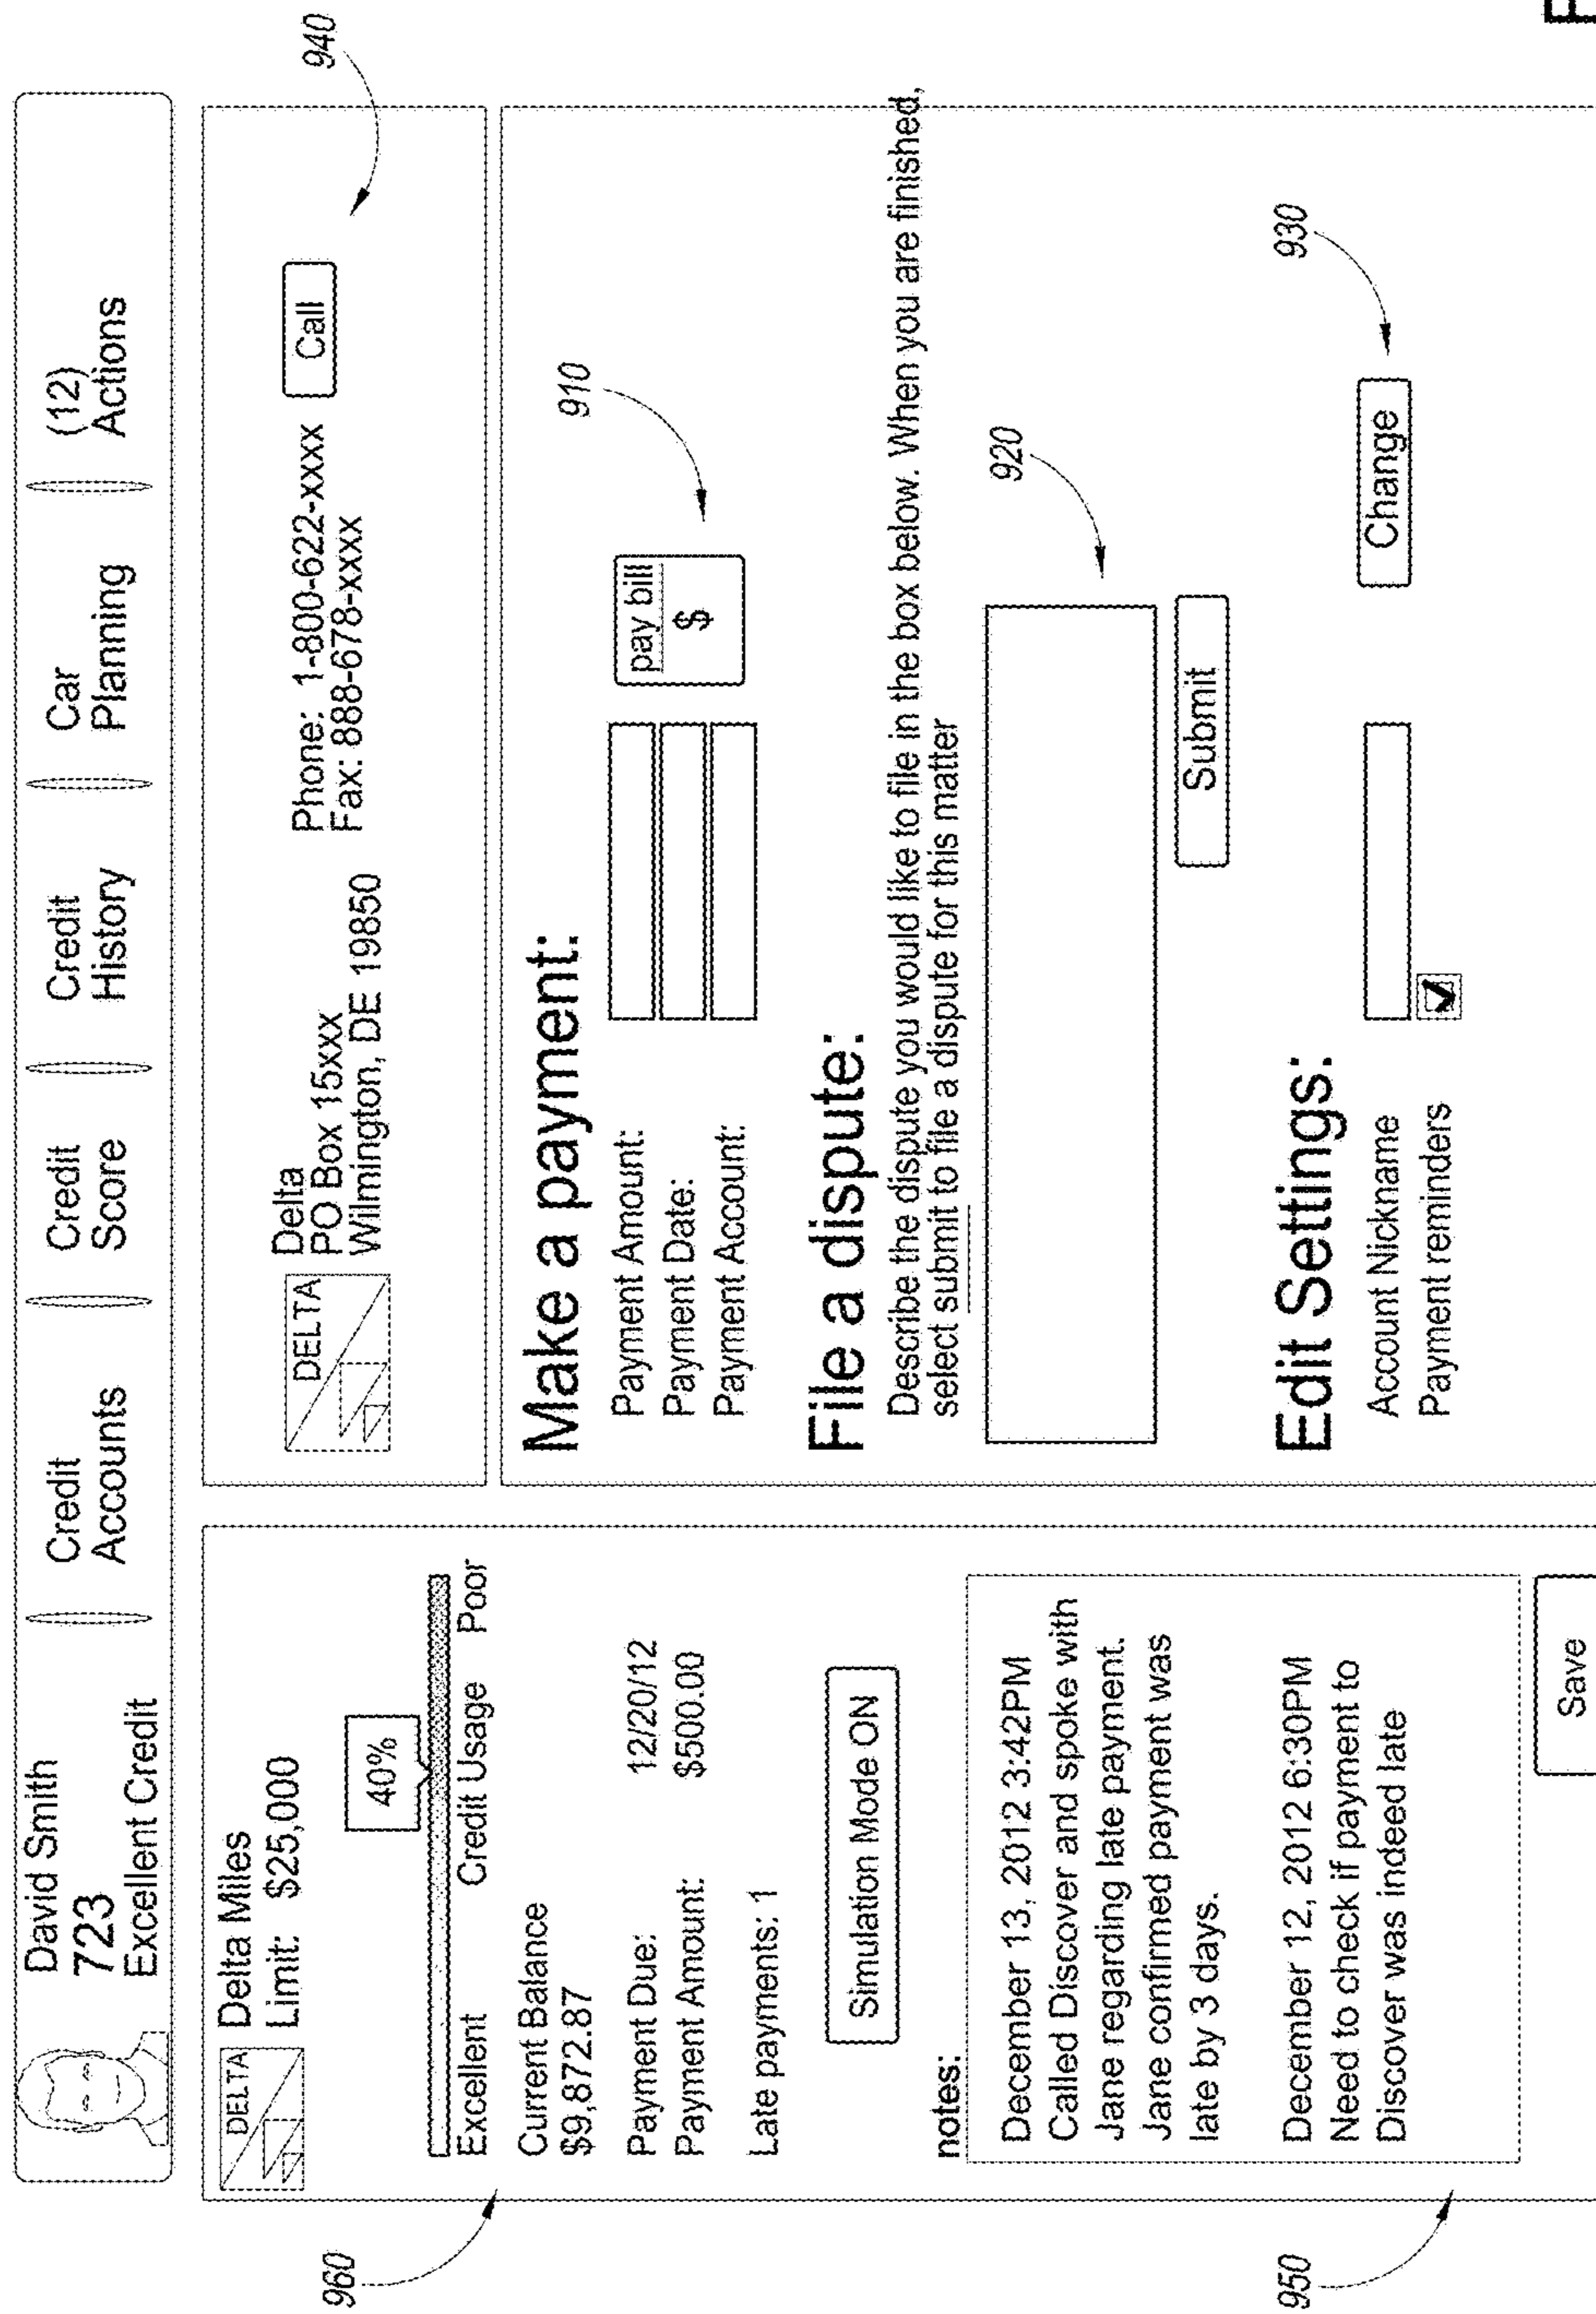 David Smith
723
Excellent Credit
Credit
Accounts
Credit
Score
Credit
History
Car
Planning
(12)
Actions
DELTA
Delta Miles
Limit: $25,000
40%
Excellent Credit Usage Poor
Current Balance
$9,872.87
Payment Due: 12/20/12
Payment Amount: $500.00
Late payments: 1
Simulation Mode ON
notes:
December 13, 2012 3:42PM
Called Discover and spoke with
Jane regarding late payment.
Jane confirmed payment was
late by 3 days.
December 12, 2012 6:30PM
Need to check if payment to
Discover was indeed late
Save
960
950
DELTA
Delta
PO Box 15xxx
Wilmington, DE 19850
Phone: 1-800-622-xxxx
Fax: 888-678-xxxx
Call
940
Make a payment:
Payment Amount:
Payment Date:
Payment Account:
pay bill
$
910
File a dispute:
Describe the dispute you would like to file in the box below. When you are finished,
select submit to file a dispute for this matter
920
Submit
Edit Settings:
Account Nickname
Payment reminders
Change
930